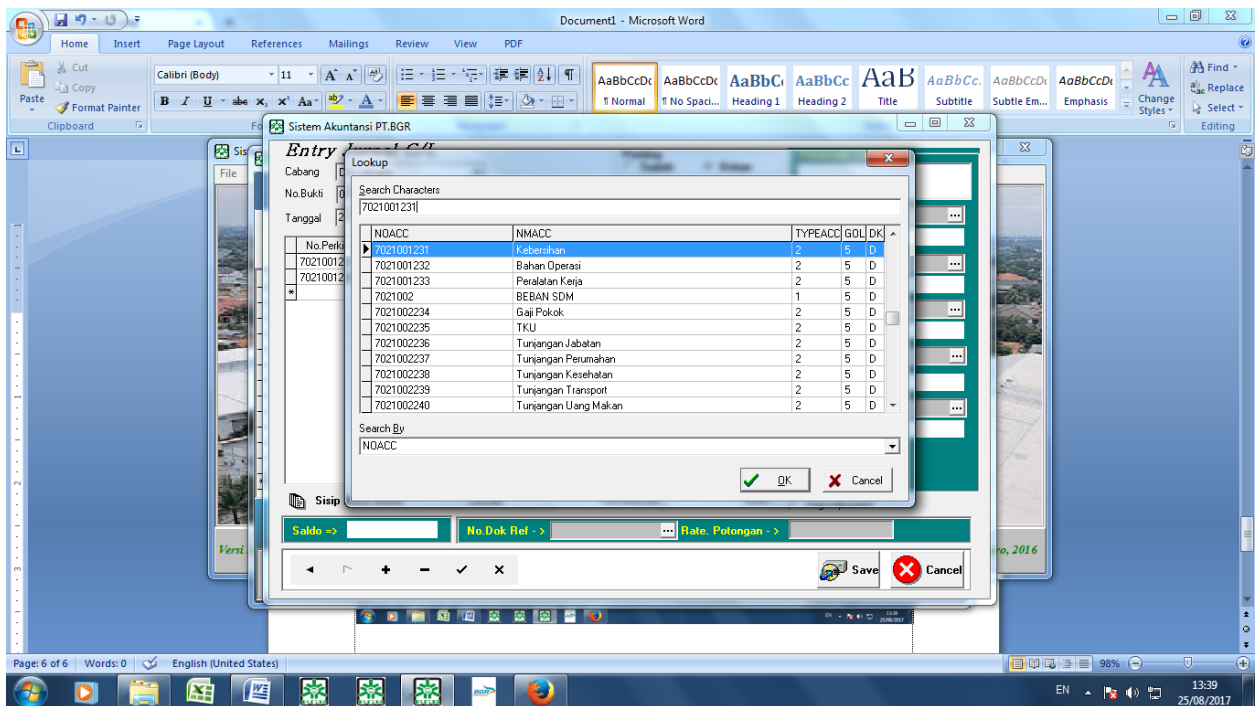 Document1 - Microsoft Word
Home Insert Page Layout References Mailings Review View PDF
Cut
Copy
Paste
Format Painter
Clipboard
Calibri (Body) 11
AaBbCcDc AaBbCcDc AaBbC AaBbCc AaB AaBbCc. AaBbCcDc AaBbCcDc
¶ Normal ¶ No Spaci... Heading 1 Heading 2 Title Subtitle Subtle Em... Emphasis
Change Styles
Find
Replace
Select
Editing
Sistem Akuntansi PT.BGR
File
Entry Jurnal G/L
Cabang
No.Bukti
Tanggal
No.Perki
70210012
70210012
Lookup
Search Characters
7021001231
NOACC NMACC TYPEACC GOL DK
7021001231 Kebersihan 2 5 D
7021001232 Bahan Operasi 2 5 D
7021001233 Peralatan Kerja 2 5 D
7021002 BEBAN SDM 1 5 D
7021002234 Gaji Pokok 2 5 D
7021002235 TKU 2 5 D
7021002236 Tunjangan Jabatan 2 5 D
7021002237 Tunjangan Perumahan 2 5 D
7021002238 Tunjangan Kesehatan 2 5 D
7021002239 Tunjangan Transport 2 5 D
7021002240 Tunjangan Uang Makan 2 5 D
Search By
NOACC
OK Cancel
Sisip
Saldo => No.Dok Ref - > Rate. Potongan - >
Versi
ro, 2016
Save Cancel
Page: 6 of 6 Words: 0 English (United States) 98%
EN 13:39
25/08/2017